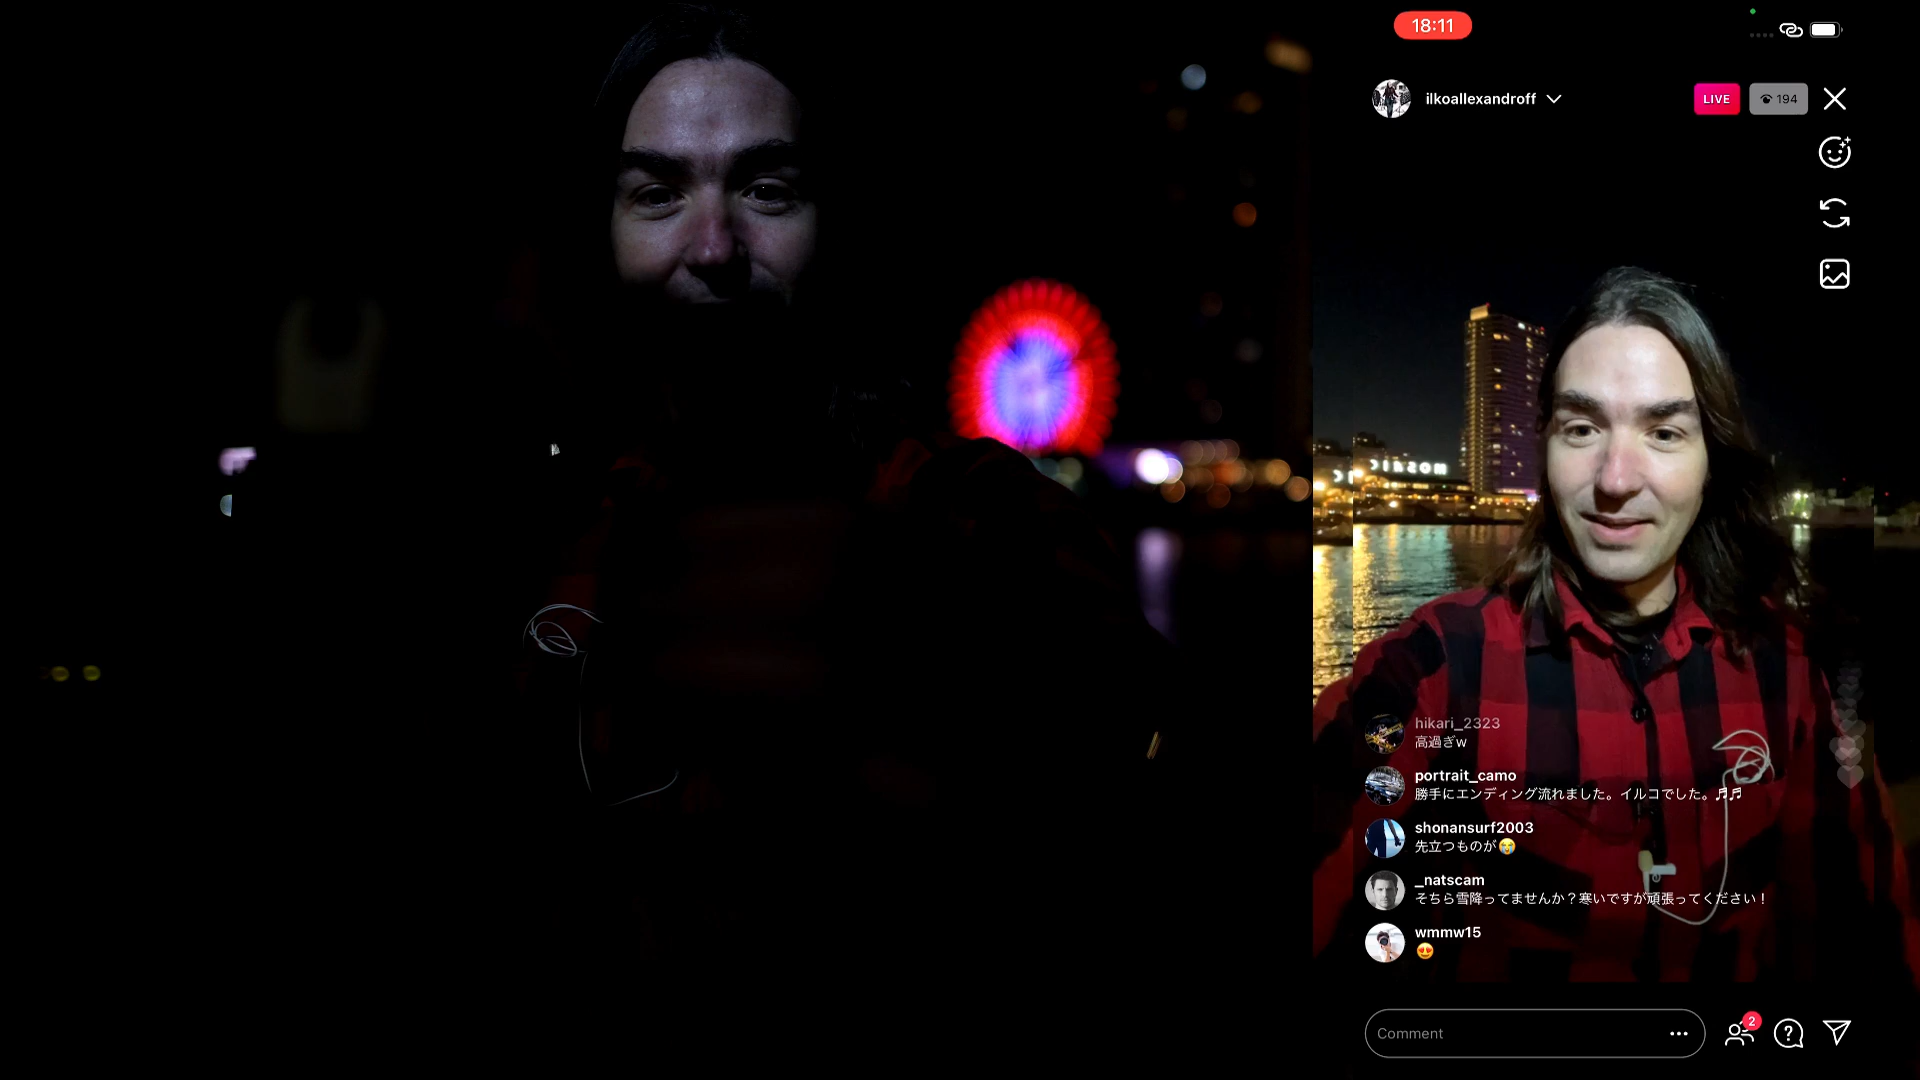 18:11
ilkoallexandroff
LIVE
194
MOSAIC
hikari_2323
高過ぎw
portrait_camo
勝手にエンディング流れました。イルコでした。🎵🎵
shonansurf2003
先立つものが😭
_natscam
そちら雪降ってませんか？寒いですが頑張ってください！
wmmw15
😍
Comment
2